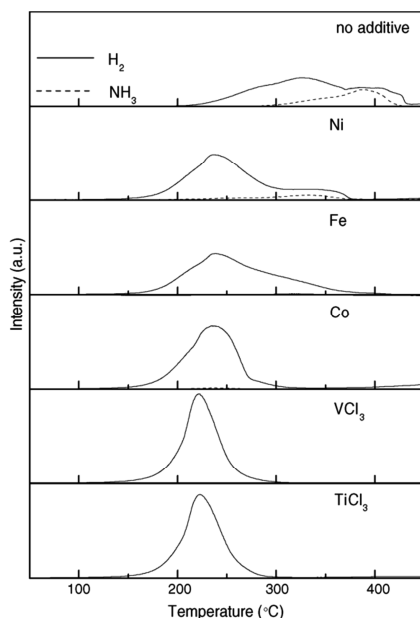 no additive
H₂
NH₃
Ni
Fe
Co
VCl₃
TiCl₃
Intensity (a.u.)
100 200 300 400
Temperature (°C)